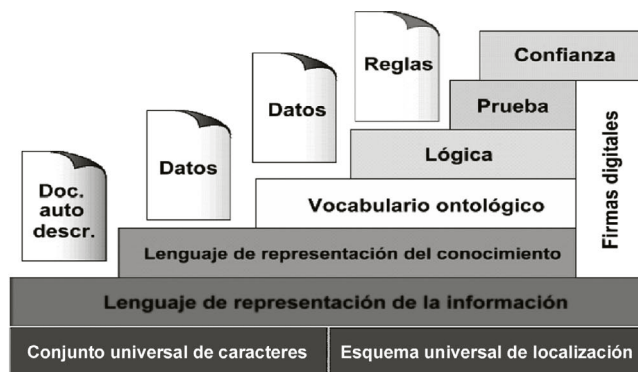 Reglas
Confianza
Datos
Prueba
Datos
Lógica
Doc.
auto
descr.
Vocabulario ontológico
Firmas digitales
Lenguaje de representación del conocimiento
Lenguaje de representación de la información
Conjunto universal de caracteres
Esquema universal de localización